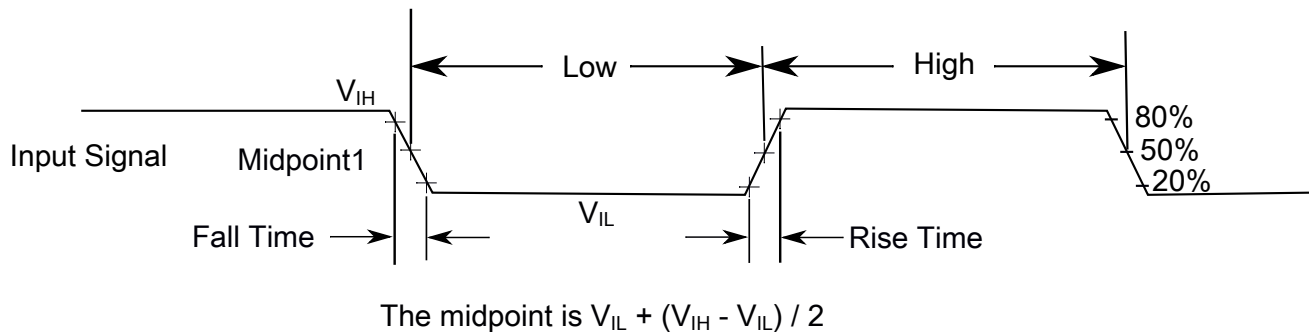 Low
High
V_IH
80%
Input Signal
Midpoint1
50%
20%
V_IL
Fall Time
Rise Time
The midpoint is V_IL + (V_IH - V_IL) / 2